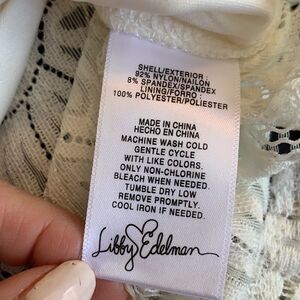 SHELL/EXTERIOR :
92% NYLON/NAILON
8% SPANDEX/SPANDEX
LINING/FORRO :
100% POLYESTER/POLIESTER
MADE IN CHINA
HECHO EN CHINA
MACHINE WASH COLD
GENTLE CYCLE
WITH LIKE COLORS.
ONLY NON-CHLORINE
BLEACH WHEN NEEDED.
TUMBLE DRY LOW
REMOVE PROMPTLY.
COOL IRON IF NEEDED.
Libby Edelman